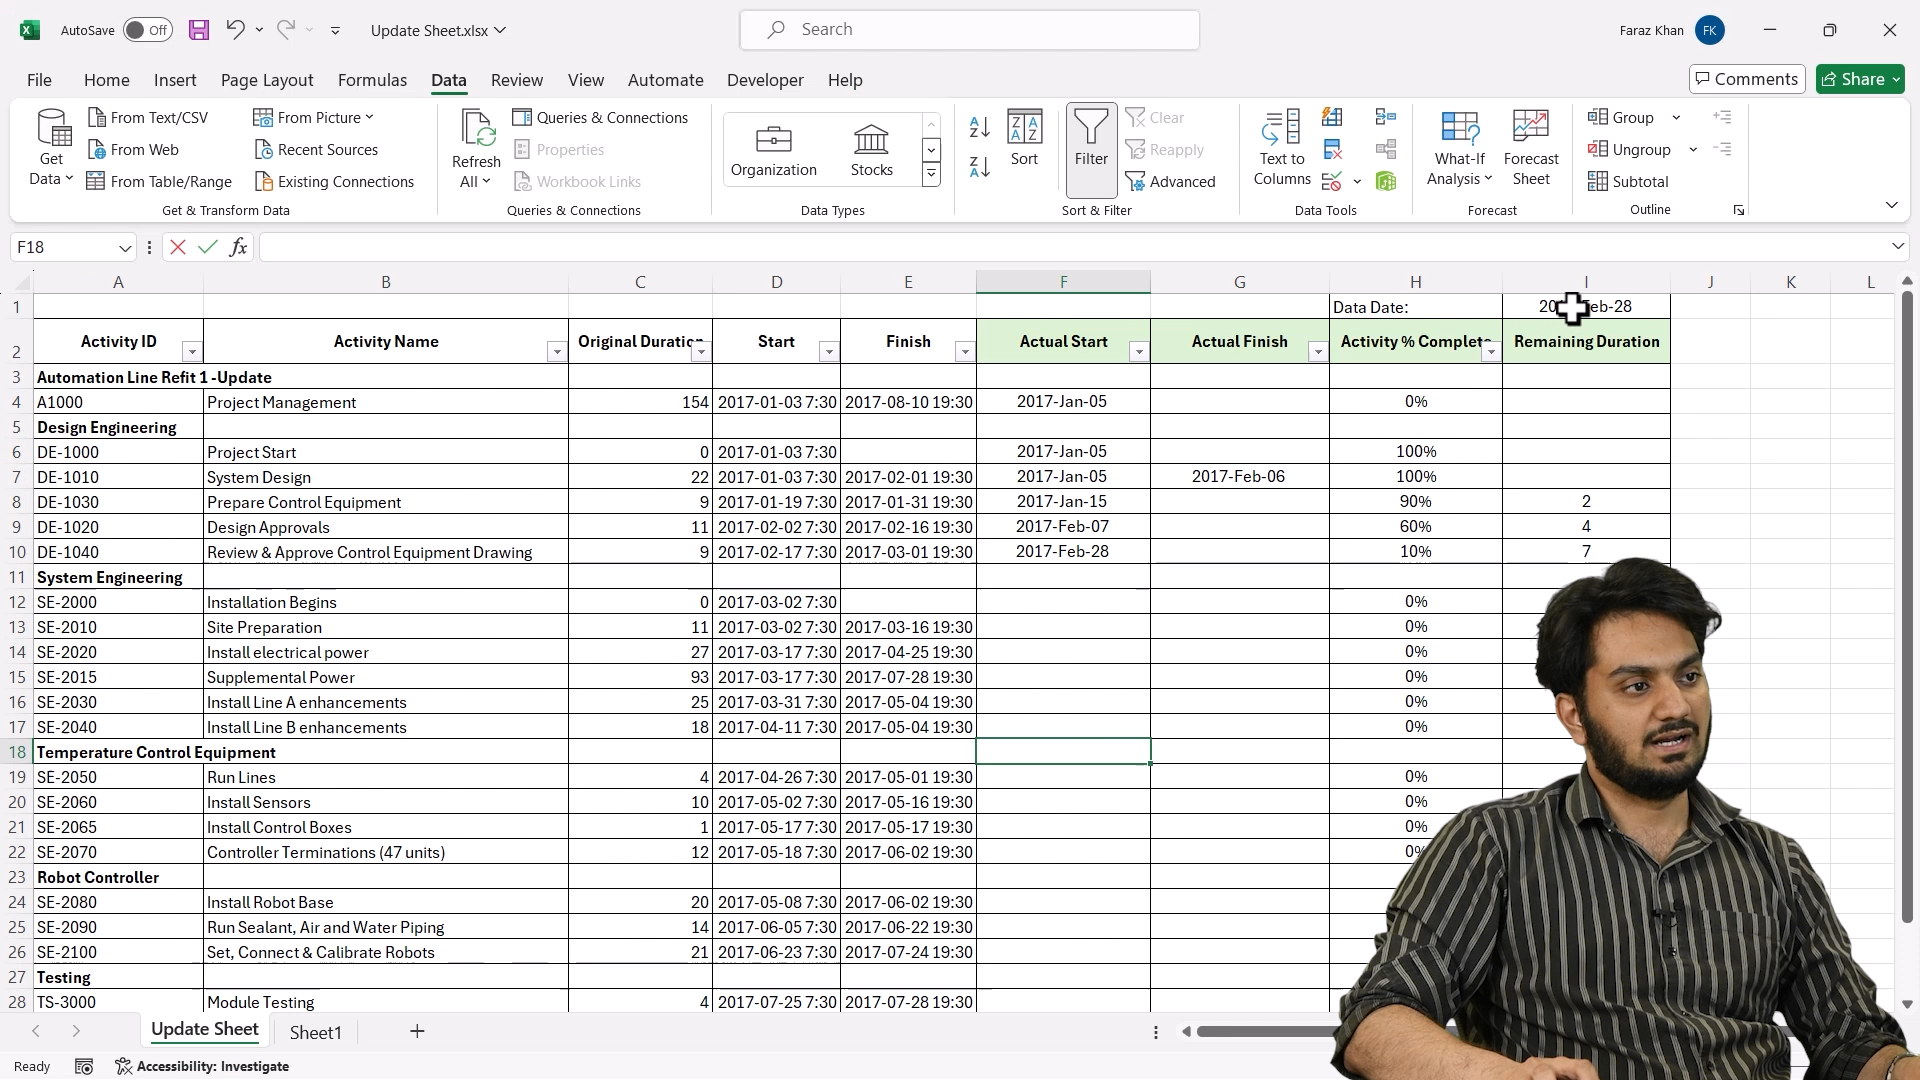 AutoSave Off Update Sheet.xlsx Search Faraz Khan FK
File Home Insert Page Layout Formulas Data Review View Automate Developer Help Comments Share
Get Data From Text/CSV From Web From Table/Range From Picture Recent Sources Existing Connections
Refresh All Queries & Connections Properties Workbook Links
Organization Stocks Sort Filter Clear Reapply Advanced
Text to Columns What-If Analysis Forecast Sheet Group Ungroup Subtotal
Get & Transform Data Queries & Connections Data Types Sort & Filter Data Tools Forecast Outline
F18 fx
A B C D E F G H I J K L
1 Data Date:
2 Activity ID Activity Name Original Start Finish Actual Start Actual Finish Activity % Remaining Duration
3 Automation Line Refit 1 -Update
4 A1000 Project Management 154 2017-01-03 7:30 2017-08-10 19:30 2017-Jan-05 0%
5 Design Engineering
6 DE-1000 Project Start 0 2017-01-03 7:30 2017-Jan-05 100%
7 DE-1010 System Design 22 2017-01-03 7:30 2017-02-01 19:30 2017-Jan-05 2017-Feb-06 100%
8 DE-1030 Prepare Control Equipment 9 2017-01-19 7:30 2017-01-31 19:30 2017-Jan-15 90% 2
9 DE-1020 Design Approvals 11 2017-02-02 7:30 2017-02-16 19:30 2017-Feb-07 60% 4
10 DE-1040 Review & Approve Control Equipment Drawing 9 2017-02-17 7:30 2017-03-01 19:30 2017-Feb-28 10% 7
11 System Engineering
12 SE-2000 Installation Begins 0 2017-03-02 7:30 0%
13 SE-2010 Site Preparation 11 2017-03-02 7:30 2017-03-16 19:30 0%
14 SE-2020 Install electrical power 27 2017-03-17 7:30 2017-04-25 19:30 0%
15 SE-2015 Supplemental Power 93 2017-03-17 7:30 2017-07-28 19:30 0%
16 SE-2030 Install Line A enhancements 25 2017-03-31 7:30 2017-05-04 19:30 0%
17 SE-2040 Install Line B enhancements 18 2017-04-11 7:30 2017-05-04 19:30 0%
18 Temperature Control Equipment
19 SE-2050 Run Lines 4 2017-04-26 7:30 2017-05-01 19:30 0%
20 SE-2060 Install Sensors 10 2017-05-02 7:30 2017-05-16 19:30 0%
21 SE-2065 Install Control Boxes 1 2017-05-17 7:30 2017-05-17 19:30 0%
22 SE-2070 Controller Terminations (47 units) 12 2017-05-18 7:30 2017-06-02 19:30
23 Robot Controller
24 SE-2080 Install Robot Base 20 2017-05-08 7:30 2017-06-02 19:30
25 SE-2090 Run Sealant, Air and Water Piping 14 2017-06-05 7:30 2017-06-22 19:30
26 SE-2100 Set, Connect & Calibrate Robots 21 2017-06-23 7:30 2017-07-24 19:30
27 Testing
28 TS-3000 Module Testing 4 2017-07-25 7:30 2017-07-28 19:30
Update Sheet Sheet1
Ready Accessibility: Investigate